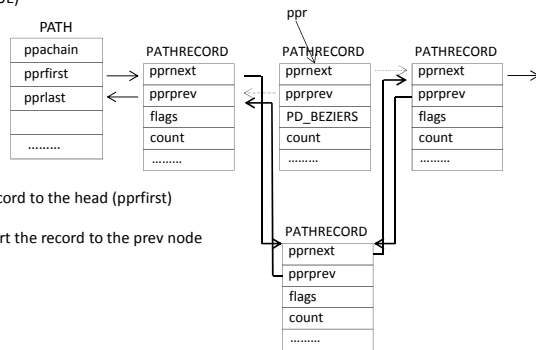 ppr
PATH
ppachain
pprfirst
pprlast
.........
PATHRECORD
pprnext
pprprev
flags
count
.........
PATHRECORD
pprnext
pprprev
PD_BEZIERS
count
.........
PATHRECORD
pprnext
pprprev
flags
count
.........
cord to the head (pprfirst)
rt the record to the prev node
PATHRECORD
pprnext
pprprev
flags
count
.........